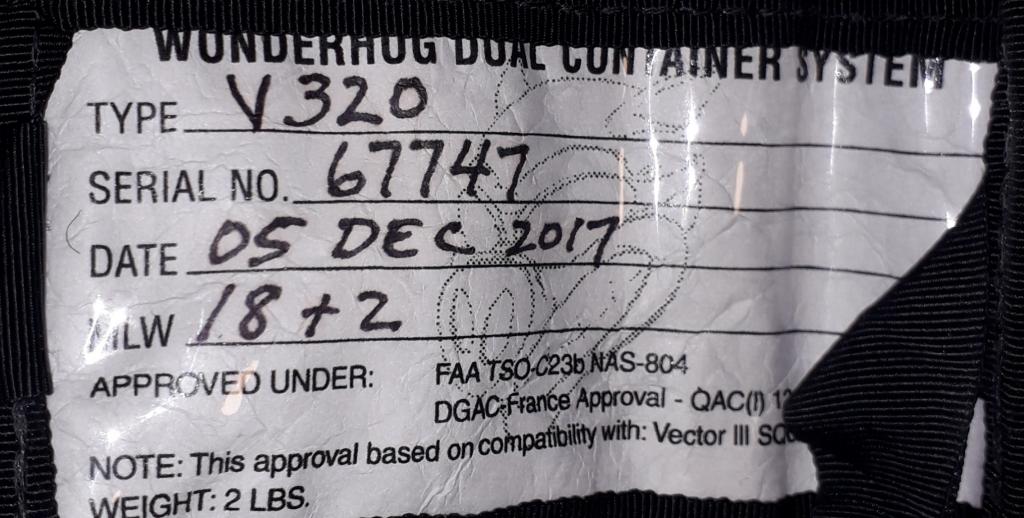 WONDERHOG DUAL CONTAINER SYSTEM
TYPE V320
SERIAL NO. 67747
DATE 05 DEC 2017
MLW 18 + 2
APPROVED UNDER: FAA TSO-C23b NAS-804
DGAC-France Approval - QAC(I)
NOTE: This approval based on compatibility with: Vector III
WEIGHT: 2 LBS.